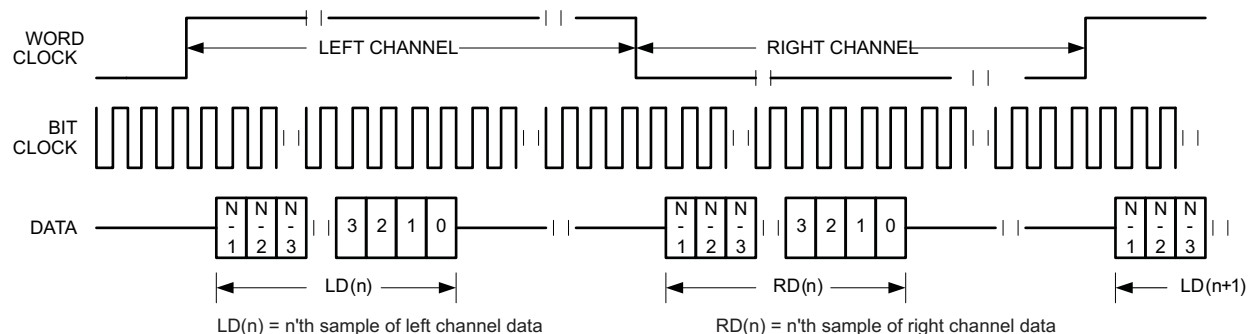 WORD
CLOCK
LEFT CHANNEL
RIGHT CHANNEL
BIT
CLOCK
DATA
N-1 N-2 N-3 3 2 1 0 N-1 N-2 N-3 3 2 1 0 N-1 N-2 N-3
LD(n) RD(n) LD(n+1)
LD(n) = n'th sample of left channel data
RD(n) = n'th sample of right channel data